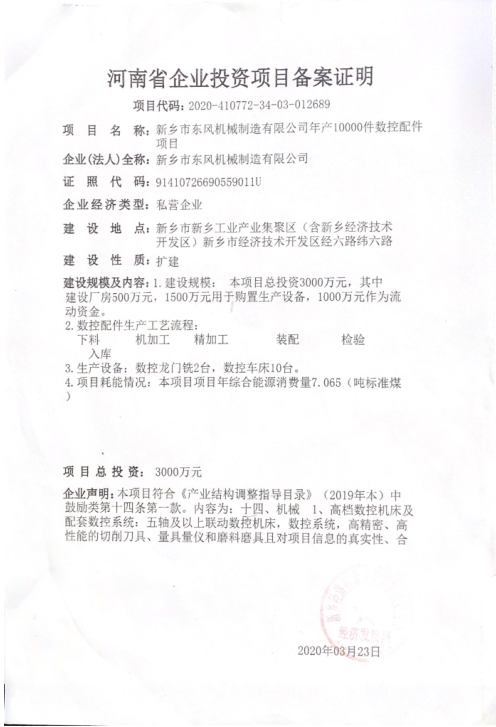 河南省企业投资项目备案证明
项目代码：2020-410772-34-03-012689
项 目 名 称：新乡市东风机械制造有限公司年产10000件数控配件
项目
企业(法人)全称：新乡市东风机械制造有限公司
证 照 代 码：91410726690559011U
企业经济类型：私营企业
建 设 地 点：新乡市新乡工业产业集聚区（含新乡经济技术
开发区）新乡市经济技术开发区经六路纬六路
建 设 性 质：扩建
建设规模及内容：1.建设规模： 本项目总投资3000万元，其中
建设厂房500万元，1500万元用于购置生产设备，1000万元作为流
动资金。
2.数控配件生产工艺流程：
下料 机加工 精加工 装配 检验
入库
3.生产设备：数控龙门铣2台，数控车床10台。
4.项目耗能情况：本项目项目年综合能源消费量7.065（吨标准煤
）
项 目 总 投 资： 3000万元
企业声明：本项目符合《产业结构调整指导目录》（2019年本）中
鼓励类第十四条第一款。内容为：十四、机械 1、高档数控机床及
配套数控系统：五轴及以上联动数控机床，数控系统，高精密、高
性能的切削刀具、量具量仪和磨料磨具且对项目信息的真实性、合
2020年03月23日